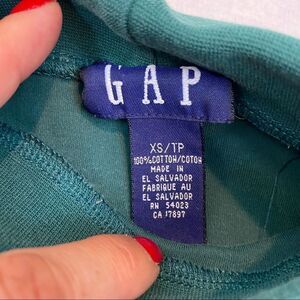 GAP
XS/TP
100%COTTON/COTON
MADE IN
EL SALVADOR
FABRIQUE AU
EL SALVADOR
RN 54023
CA 17897